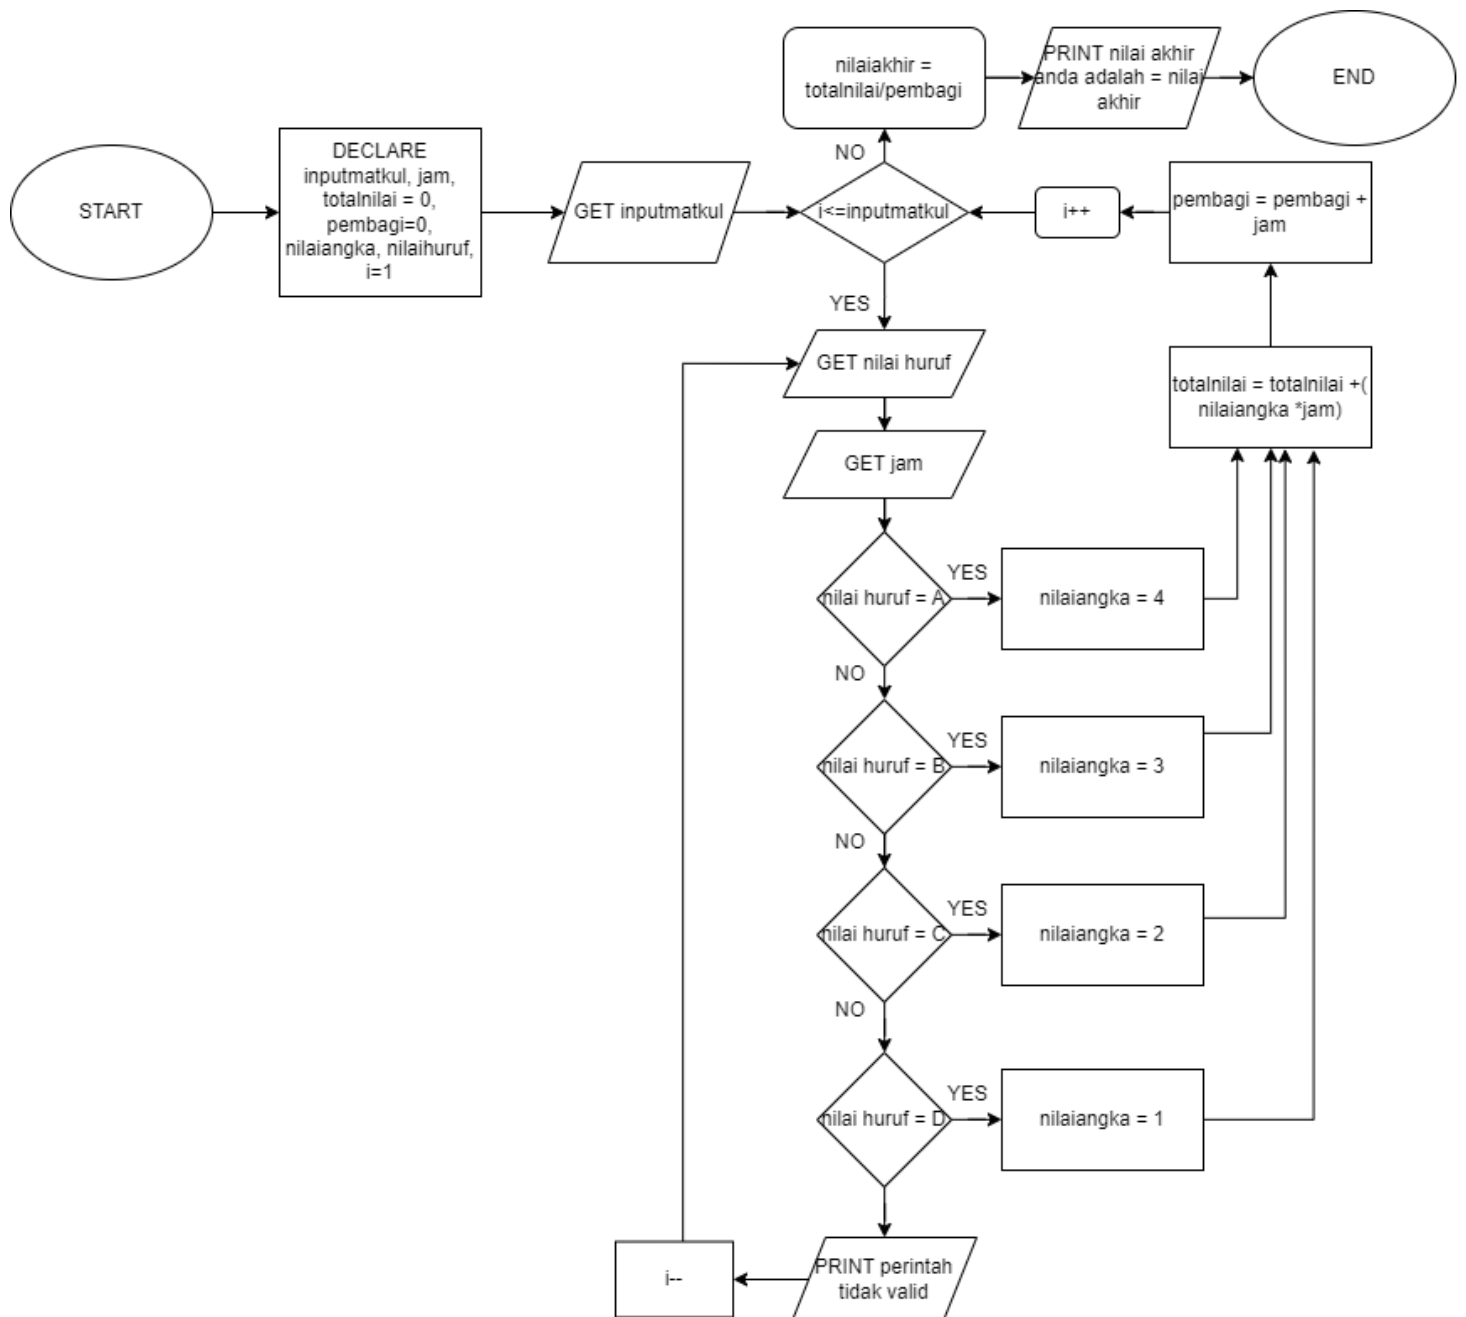 START
DECLARE
inputmatkul, jam,
totalnilai = 0,
pembagi=0,
nilaiangka, nilaihuruf,
i=1
GET inputmatkul
i<=inputmatkul
NO
nilaiakhir =
totalnilai/pembagi
PRINT nilai akhir
anda adalah = nilai
akhir
END
YES
GET nilai huruf
GET jam
nilai huruf = A
YES
nilaiangka = 4
NO
nilai huruf = B
YES
nilaiangka = 3
NO
nilai huruf = C
YES
nilaiangka = 2
NO
nilai huruf = D
YES
nilaiangka = 1
PRINT perintah
tidak valid
i--
totalnilai = totalnilai +(
nilaiangka *jam)
pembagi = pembagi +
jam
i++